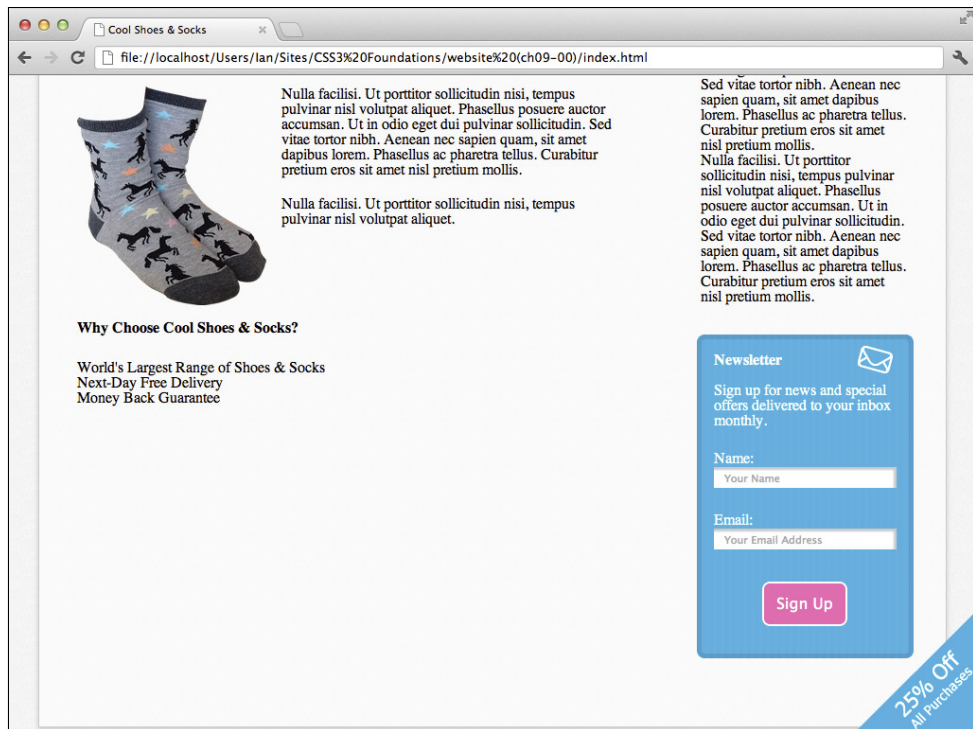 Cool Shoes & Socks
file://localhost/Users/Ian/Sites/CSS3%20Foundations/website%20(ch09-00)/index.html
Nulla facilisi. Ut porttitor sollicitudin nisi, tempus
pulvinar nisl volutpat aliquet. Phasellus posuere auctor
accumsan. Ut in odio eget dui pulvinar sollicitudin. Sed
vitae tortor nibh. Aenean nec sapien quam, sit amet
dapibus lorem. Phasellus ac pharetra tellus. Curabitur
pretium eros sit amet nisl pretium mollis.
Nulla facilisi. Ut porttitor sollicitudin nisi, tempus
pulvinar nisl volutpat aliquet.
Why Choose Cool Shoes & Socks?
World's Largest Range of Shoes & Socks
Next-Day Free Delivery
Money Back Guarantee
Sed vitae tortor nibh. Aenean nec
sapien quam, sit amet dapibus
lorem. Phasellus ac pharetra tellus.
Curabitur pretium eros sit amet
nisl pretium mollis.
Nulla facilisi. Ut porttitor
sollicitudin nisi, tempus pulvinar
nisl volutpat aliquet. Phasellus
posuere auctor accumsan. Ut in
odio eget dui pulvinar sollicitudin.
Sed vitae tortor nibh. Aenean nec
sapien quam, sit amet dapibus
lorem. Phasellus ac pharetra tellus.
Curabitur pretium eros sit amet
nisl pretium mollis.
Newsletter
Sign up for news and special
offers delivered to your inbox
monthly.
Name:
Your Name
Email:
Your Email Address
Sign Up
25% Off
All Purchases